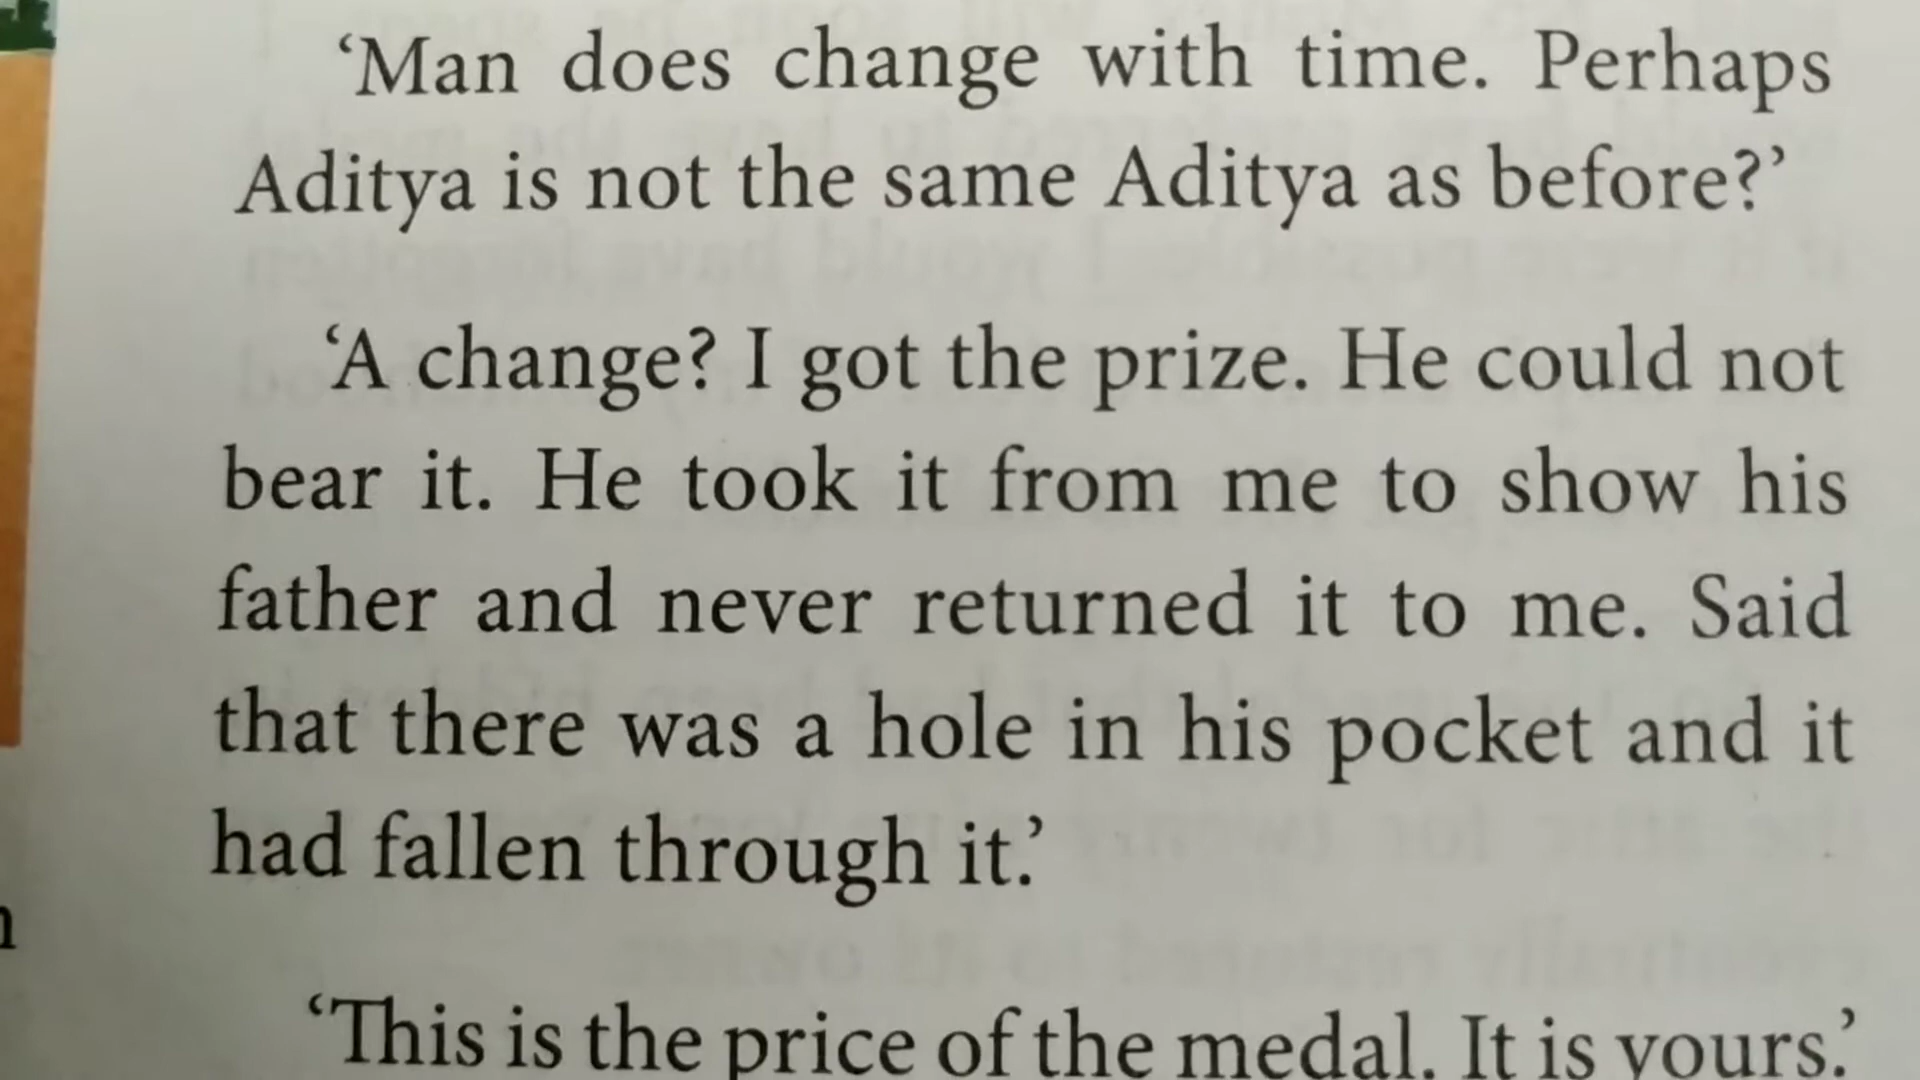 ‘Man does change with time. Perhaps
Aditya is not the same Aditya as before?’
‘A change? I got the prize. He could not
bear it. He took it from me to show his
father and never returned it to me. Said
that there was a hole in his pocket and it
had fallen through it.’
‘This is the price of the medal. It is yours.’